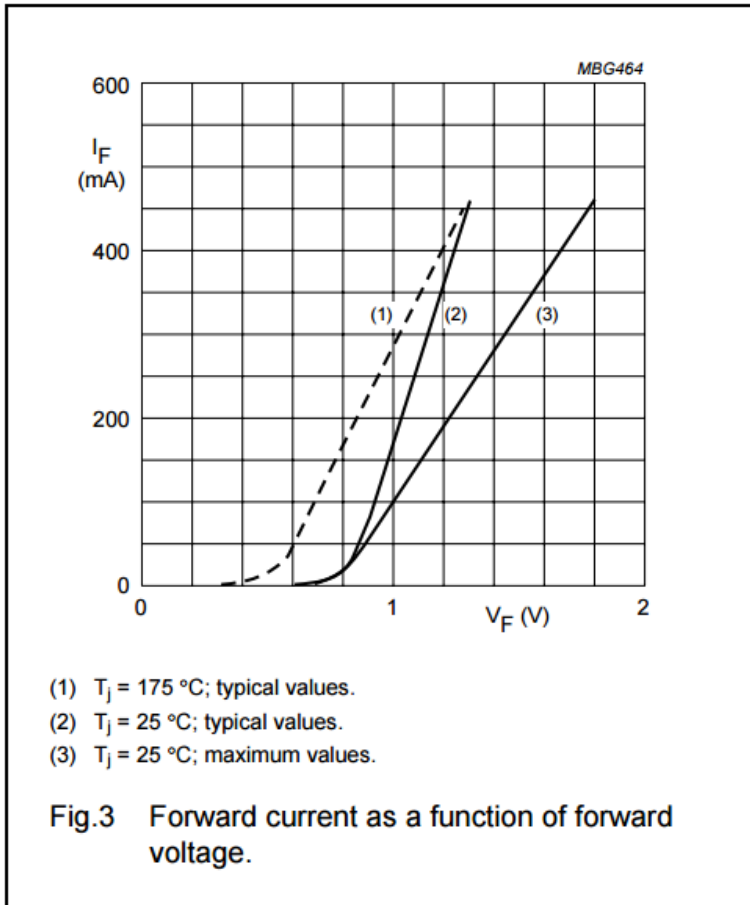 MBG464
600
I_F
(mA)
400
(1) (2) (3)
200
0
0 1 V_F (V) 2
(1) T_j = 175 °C; typical values.
(2) T_j = 25 °C; typical values.
(3) T_j = 25 °C; maximum values.
Fig.3 Forward current as a function of forward
voltage.